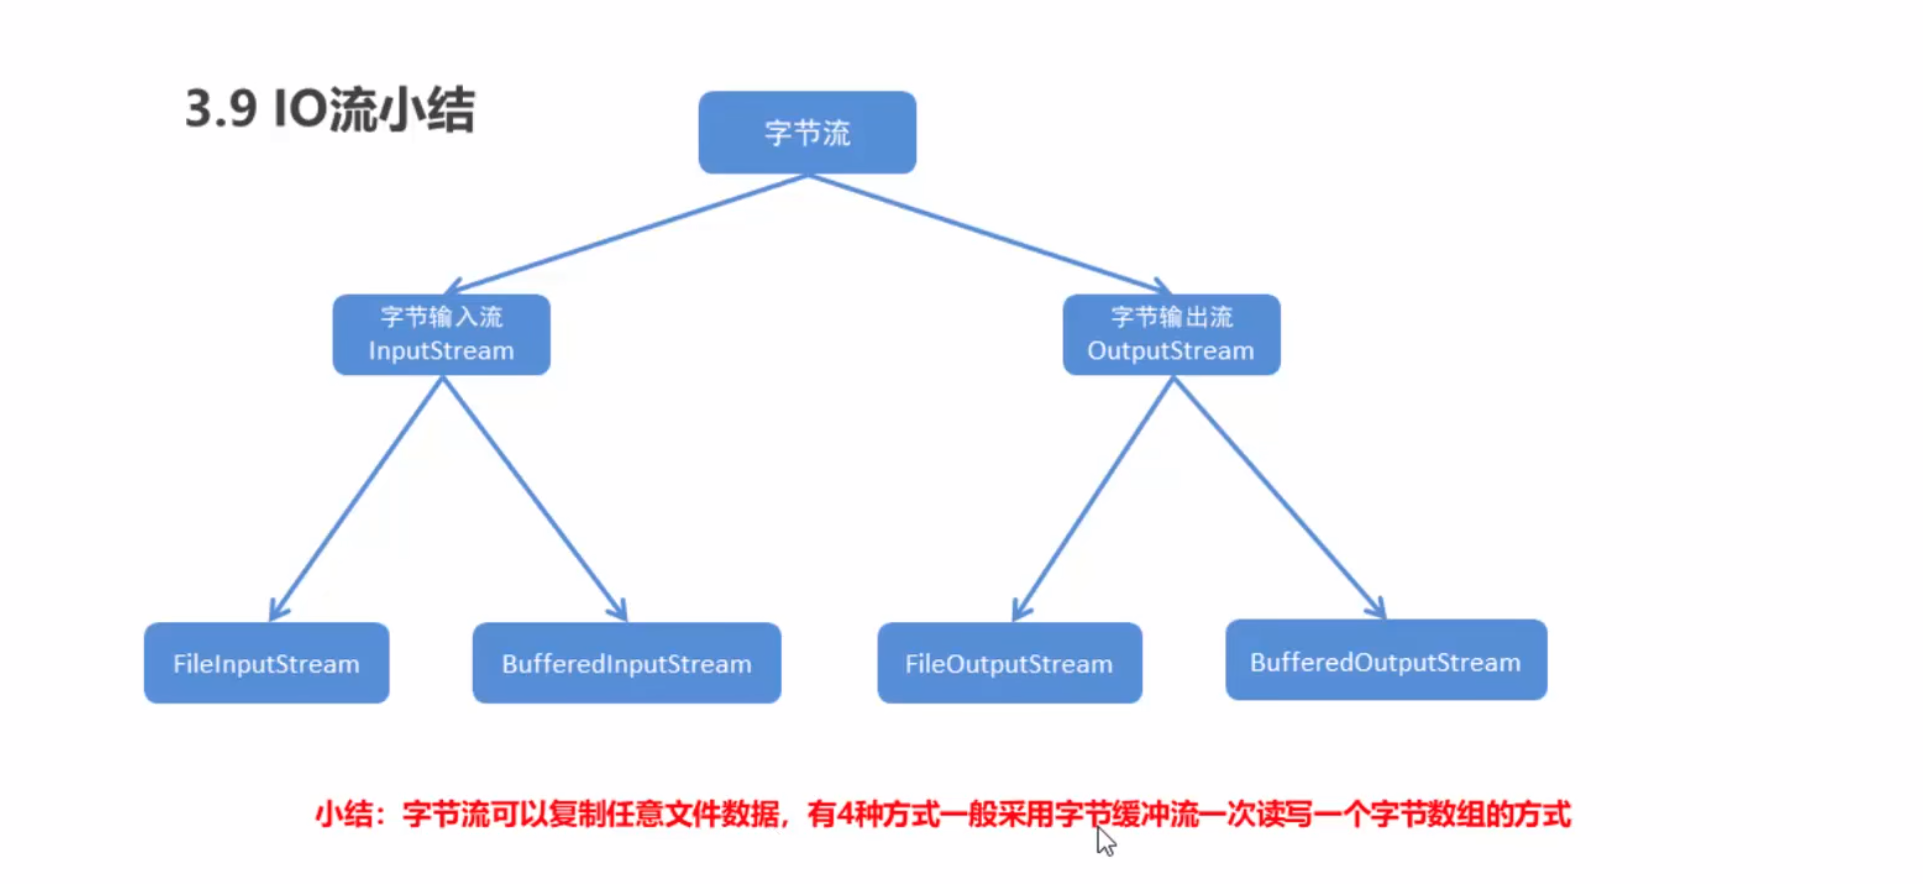 3.9 IO流小结
字节流
字节输入流
InputStream
字节输出流
OutputStream
FileInputStream
BufferedInputStream
FileOutputStream
BufferedOutputStream
小结：字节流可以复制任意文件数据，有4种方式一般采用字节缓冲流一次读写一个字节数组的方式